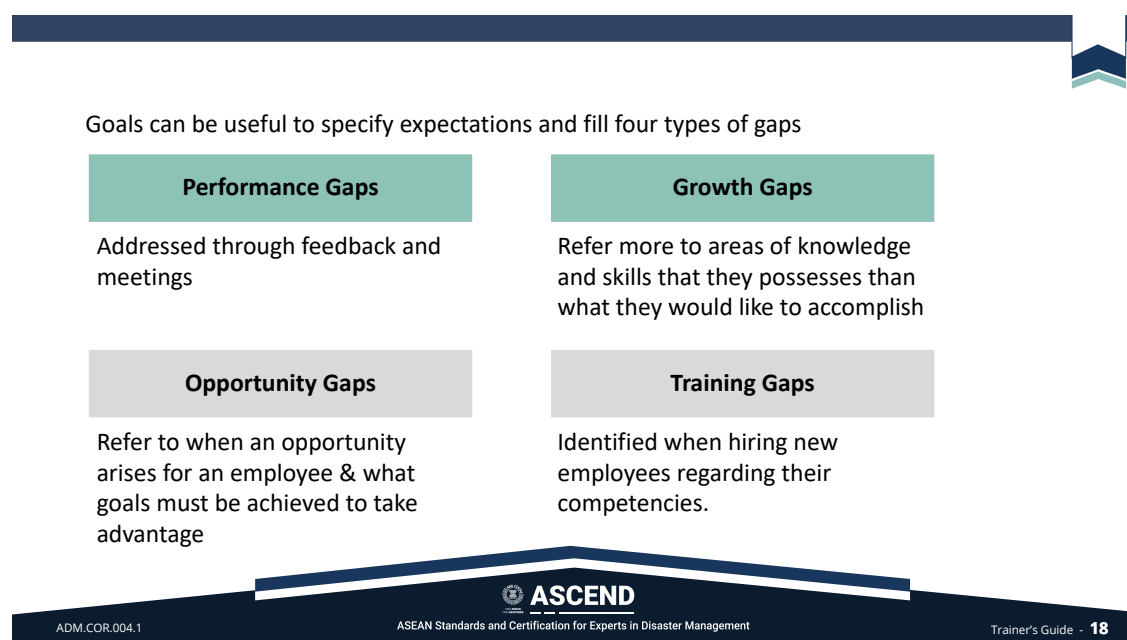 Goals can be useful to specify expectations and fill four types of gaps
Performance Gaps
Addressed through feedback and
meetings
Growth Gaps
Refer more to areas of knowledge
and skills that they possesses than
what they would like to accomplish
Opportunity Gaps
Refer to when an opportunity
arises for an employee & what
goals must be achieved to take
advantage
Training Gaps
Identified when hiring new
employees regarding their
competencies.
ASCEND
ADM.COR.004.1
ASEAN Standards and Certification for Experts in Disaster Management
Trainer's Guide - 18